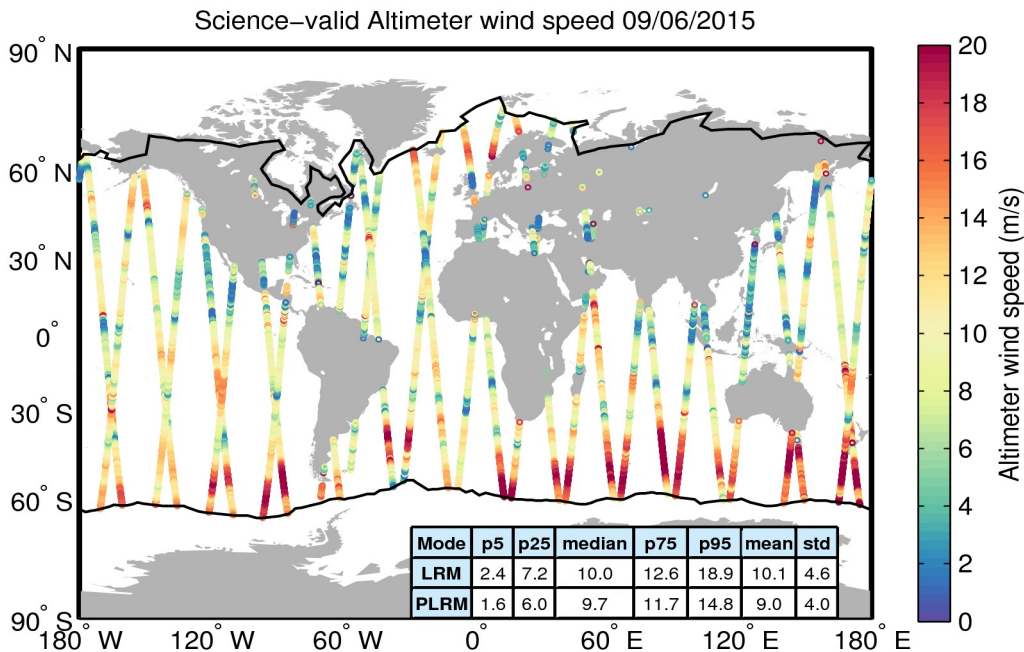 Science−valid Altimeter wind speed 09/06/2015
90° N
60° N
30° N
0°
30° S
60° S
90° S
180° W
120° W
60° W
0°
60° E
120° E
180° E
Mode p5 p25 median p75 p95 mean std
LRM 2.4 7.2 10.0 12.6 18.9 10.1 4.6
PLRM 1.6 6.0 9.7 11.7 14.8 9.0 4.0
20
18
16
14
12
10
8
6
4
2
0
Altimeter wind speed (m/s)